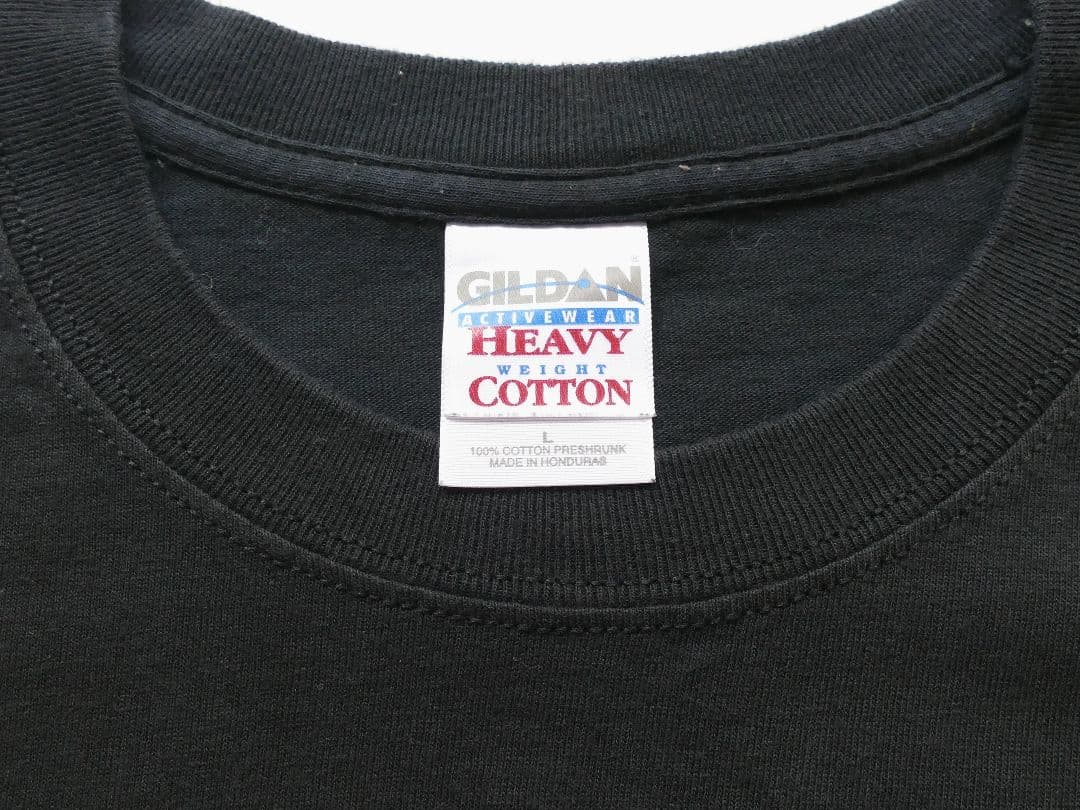 GILDAN®
ACTIVEWEAR
HEAVY
WEIGHT
COTTON
L
100% COTTON PRESHRUNK
MADE IN HONDURAS